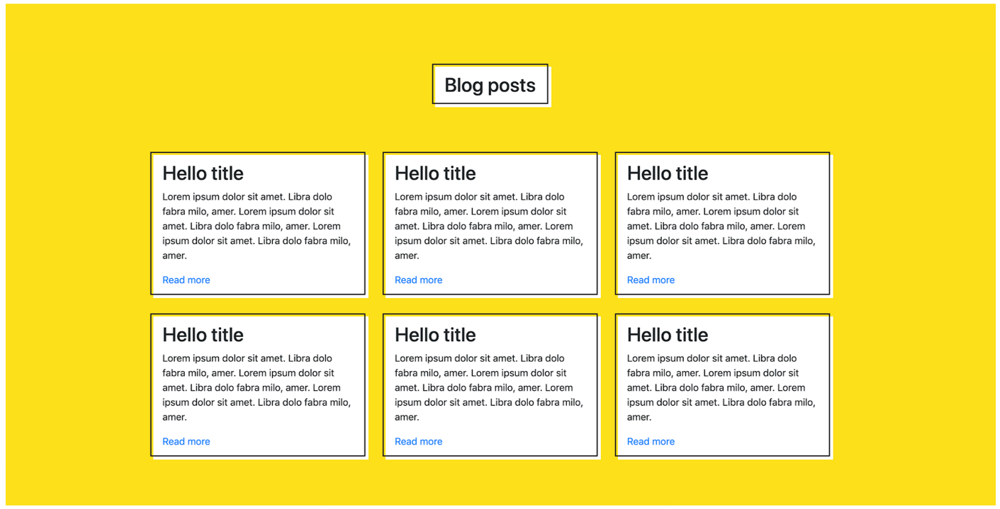 Blog posts
Hello title
Lorem ipsum dolor sit amet. Libra dolo
fabra milo, amer. Lorem ipsum dolor sit
amet. Libra dolo fabra milo, amer. Lorem
ipsum dolor sit amet. Libra dolo fabra milo,
amer.
Read more
Hello title
Lorem ipsum dolor sit amet. Libra dolo
fabra milo, amer. Lorem ipsum dolor sit
amet. Libra dolo fabra milo, amer. Lorem
ipsum dolor sit amet. Libra dolo fabra milo,
amer.
Read more
Hello title
Lorem ipsum dolor sit amet. Libra dolo
fabra milo, amer. Lorem ipsum dolor sit
amet. Libra dolo fabra milo, amer. Lorem
ipsum dolor sit amet. Libra dolo fabra milo,
amer.
Read more
Hello title
Lorem ipsum dolor sit amet. Libra dolo
fabra milo, amer. Lorem ipsum dolor sit
amet. Libra dolo fabra milo, amer. Lorem
ipsum dolor sit amet. Libra dolo fabra milo,
amer.
Read more
Hello title
Lorem ipsum dolor sit amet. Libra dolo
fabra milo, amer. Lorem ipsum dolor sit
amet. Libra dolo fabra milo, amer. Lorem
ipsum dolor sit amet. Libra dolo fabra milo,
amer.
Read more
Hello title
Lorem ipsum dolor sit amet. Libra dolo
fabra milo, amer. Lorem ipsum dolor sit
amet. Libra dolo fabra milo, amer. Lorem
ipsum dolor sit amet. Libra dolo fabra milo,
amer.
Read more